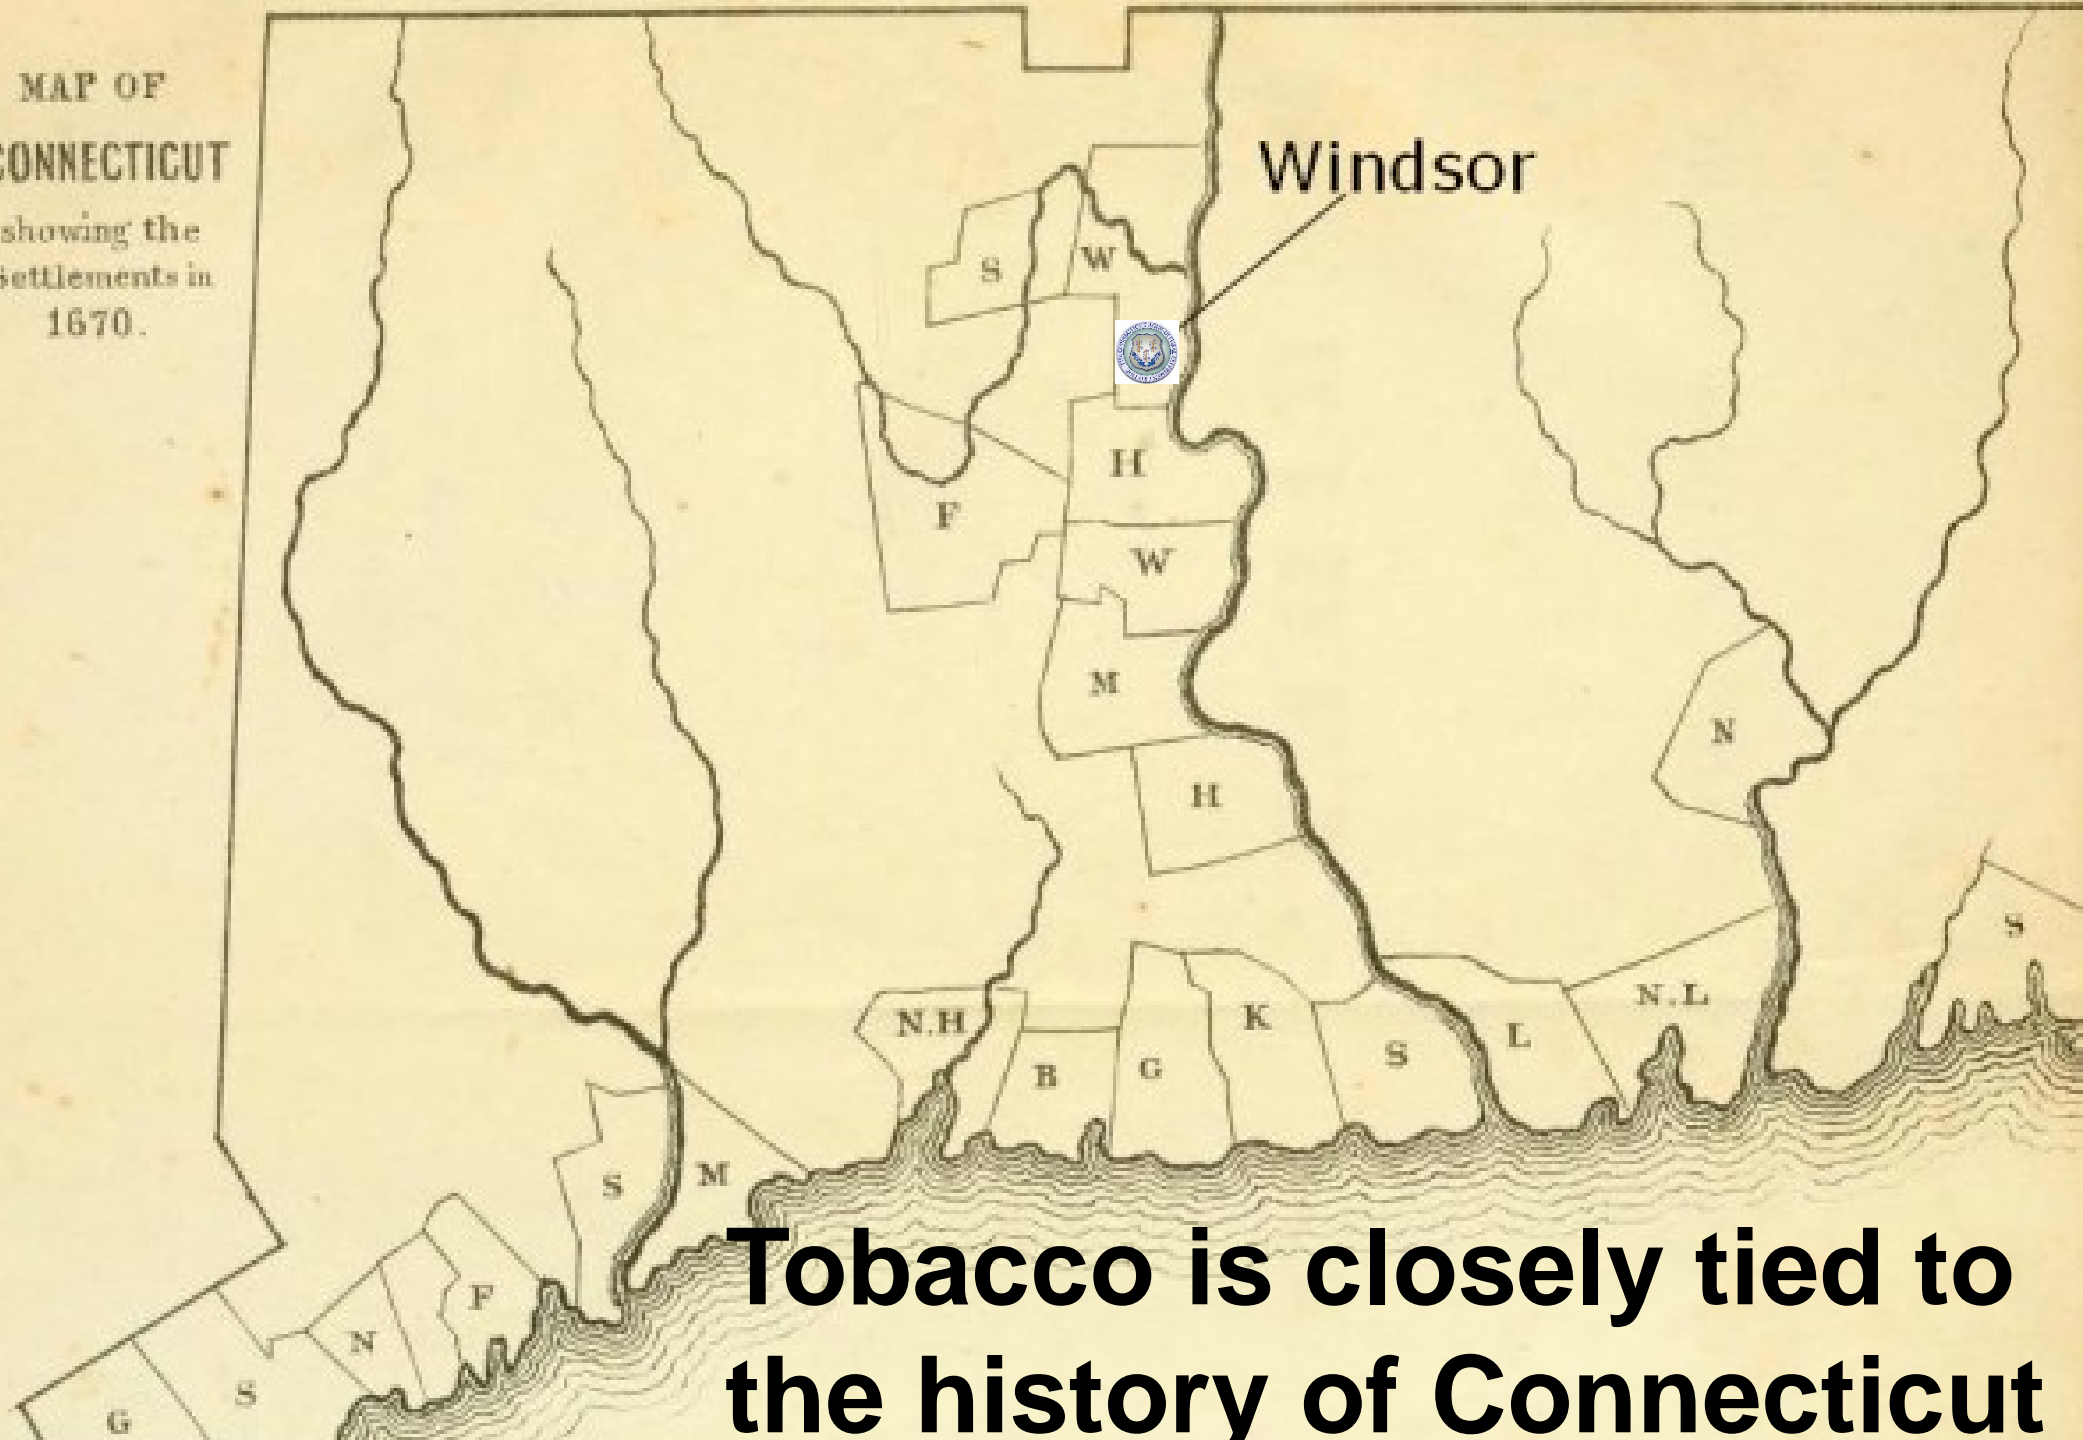 MAP OF
CONNECTICUT
showing the
Settlements in
1670.
Windsor
S
W
H
F
W
M
N
H
S
N.H
K
N.L
B
G
S
L
S
M
F
N
S
G
Tobacco is closely tied to
the history of Connecticut